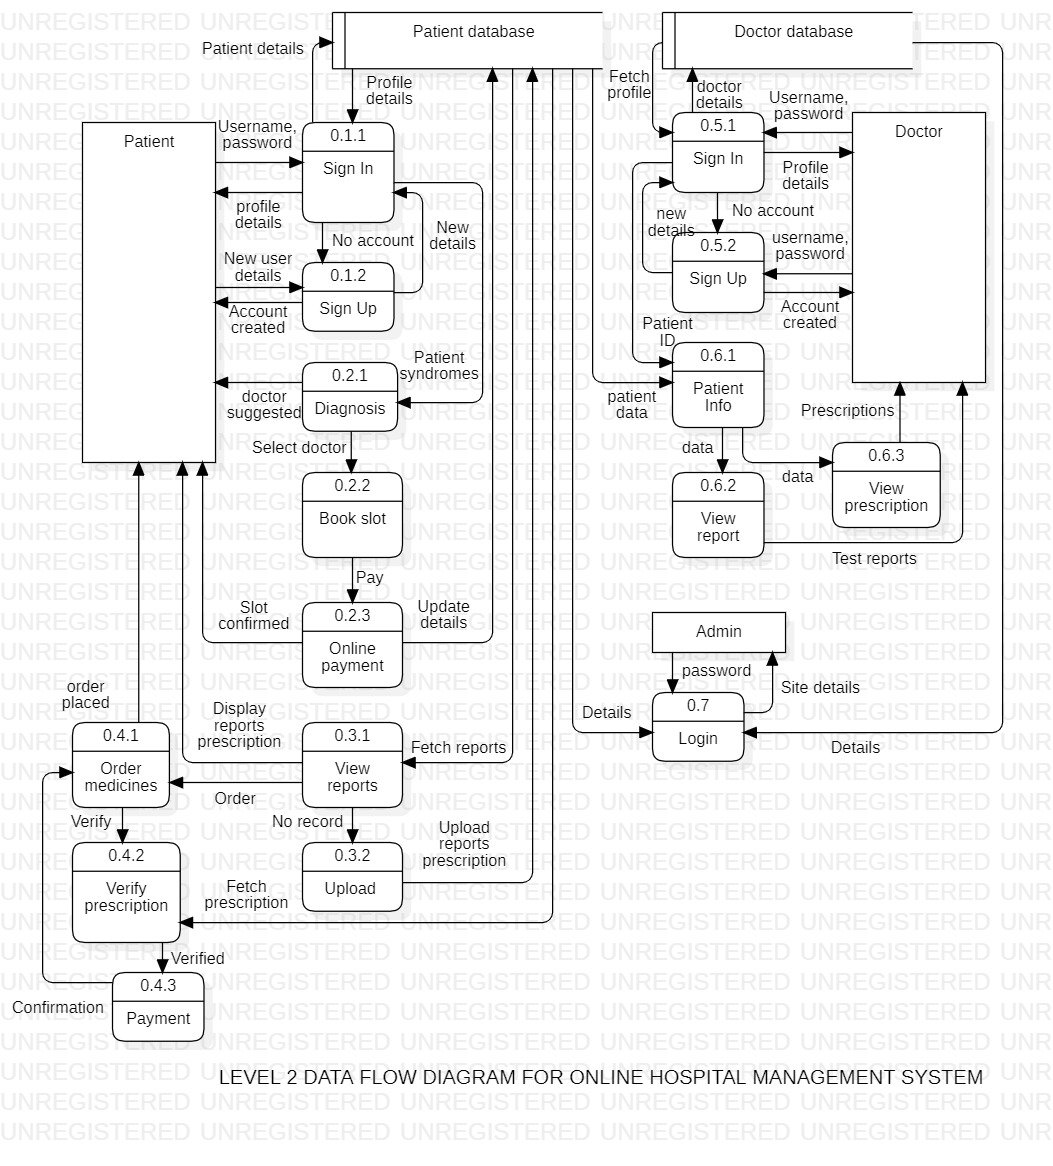 Patient database
Doctor database
Patient details
Profile
details
Fetch
profile
doctor
details
Username,
password
Patient
Username,
password
0.1.1
Sign In
0.5.1
Sign In
Doctor
Profile
details
profile
details
No account
New
details
new
details
No account
0.5.2
Sign Up
username,
password
New user
details
0.1.2
Sign Up
Account
created
Account
created
Patient
ID
Patient
syndromes
0.2.1
Diagnosis
doctor
suggested
0.6.1
Patient
Info
patient
data
Prescriptions
Select doctor
data
data
0.6.3
View
prescription
0.2.2
Book slot
0.6.2
View
report
Test reports
Pay
0.2.3
Online
payment
Slot
confirmed
Update
details
Admin
password
Site details
order
placed
0.7
Login
Details
Details
Display
reports
prescription
0.4.1
Order
medicines
0.3.1
View
reports
Fetch reports
Order
Verify
No record
Upload
reports
prescription
0.4.2
Verify
prescription
0.3.2
Upload
Fetch
prescription
Verified
0.4.3
Payment
Confirmation
LEVEL 2 DATA FLOW DIAGRAM FOR ONLINE HOSPITAL MANAGEMENT SYSTEM